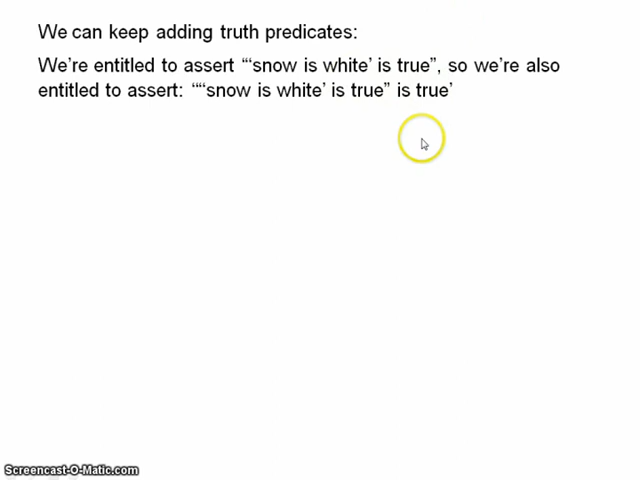 We can keep adding truth predicates:
We’re entitled to assert “‘snow is white’ is true”, so we’re also
entitled to assert: ‘“‘snow is white’ is true” is true’
Screencast-O-Matic.com